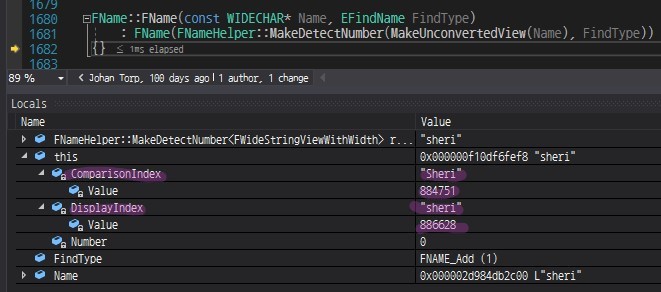 1679
1680 FName::FName(const WIDECHAR* Name, EFindName FindType)
1681 : FName(FNameHelper::MakeDetectNumber(MakeUnconvertedView(Name), FindType))
1682 {} ≤ 1ms elapsed
1683
89 % Johan Torp, 100 days ago | 1 author, 1 change
Locals
Name Value
FNameHelper::MakeDetectNumber<FWideStringViewWithWidth> r... "sheri"
this 0x000000f10df6fef8 "sheri"
ComparisonIndex "Sheri"
Value 884751
DisplayIndex "sheri"
Value 886628
Number 0
FindType FNAME_Add (1)
Name 0x000002d984db2c00 L"sheri"